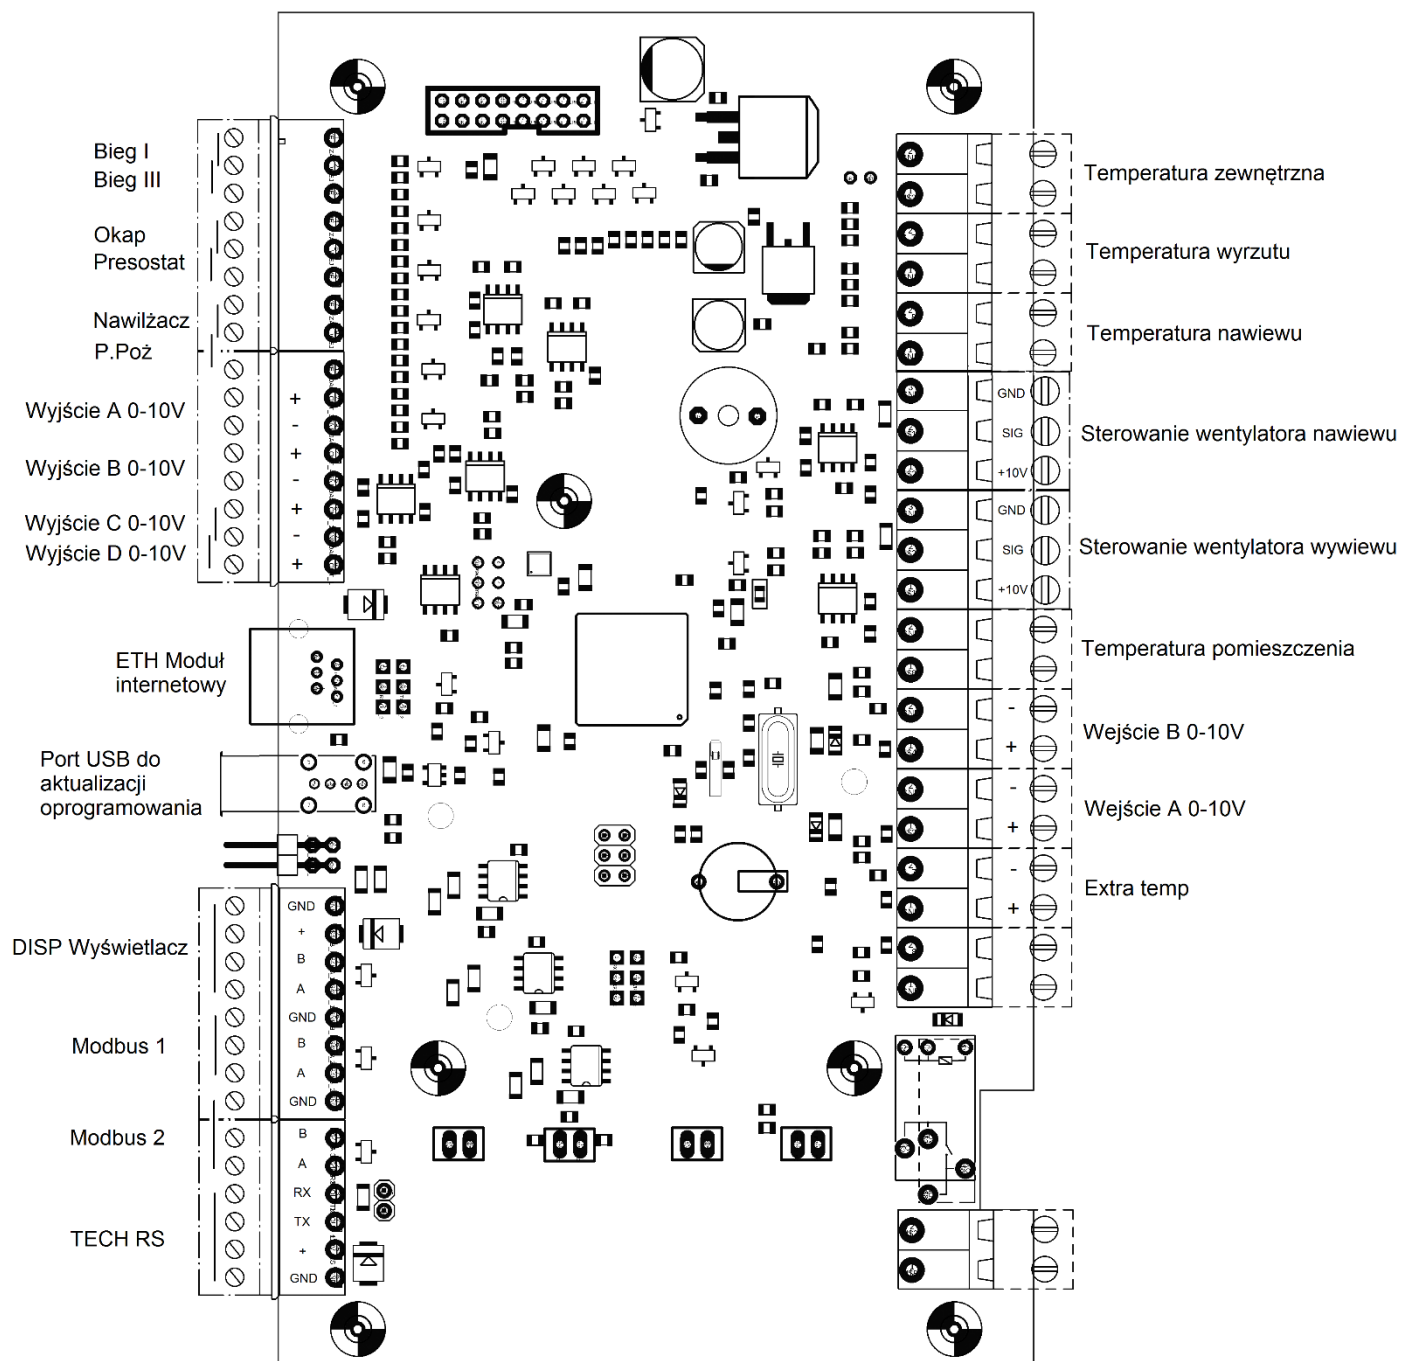 Bieg I
Bieg III
Okap
Presostat
Nawilżacz
P.Poż
Wyjście A 0-10V
+
-
Wyjście B 0-10V
+
-
Wyjście C 0-10V
+
-
Wyjście D 0-10V
+
ETH Moduł
internetowy
Port USB do
aktualizacji
oprogramowania
DISP Wyświetlacz
GND
+
B
A
Modbus 1
GND
B
A
GND
Modbus 2
B
A
TECH RS
RX
TX
+
GND
Temperatura zewnętrzna
Temperatura wyrzutu
Temperatura nawiewu
GND
SIG
+10V
Sterowanie wentylatora nawiewu
GND
SIG
+10V
Sterowanie wentylatora wywiewu
Temperatura pomieszczenia
-
+
Wejście B 0-10V
-
+
Wejście A 0-10V
-
+
Extra temp